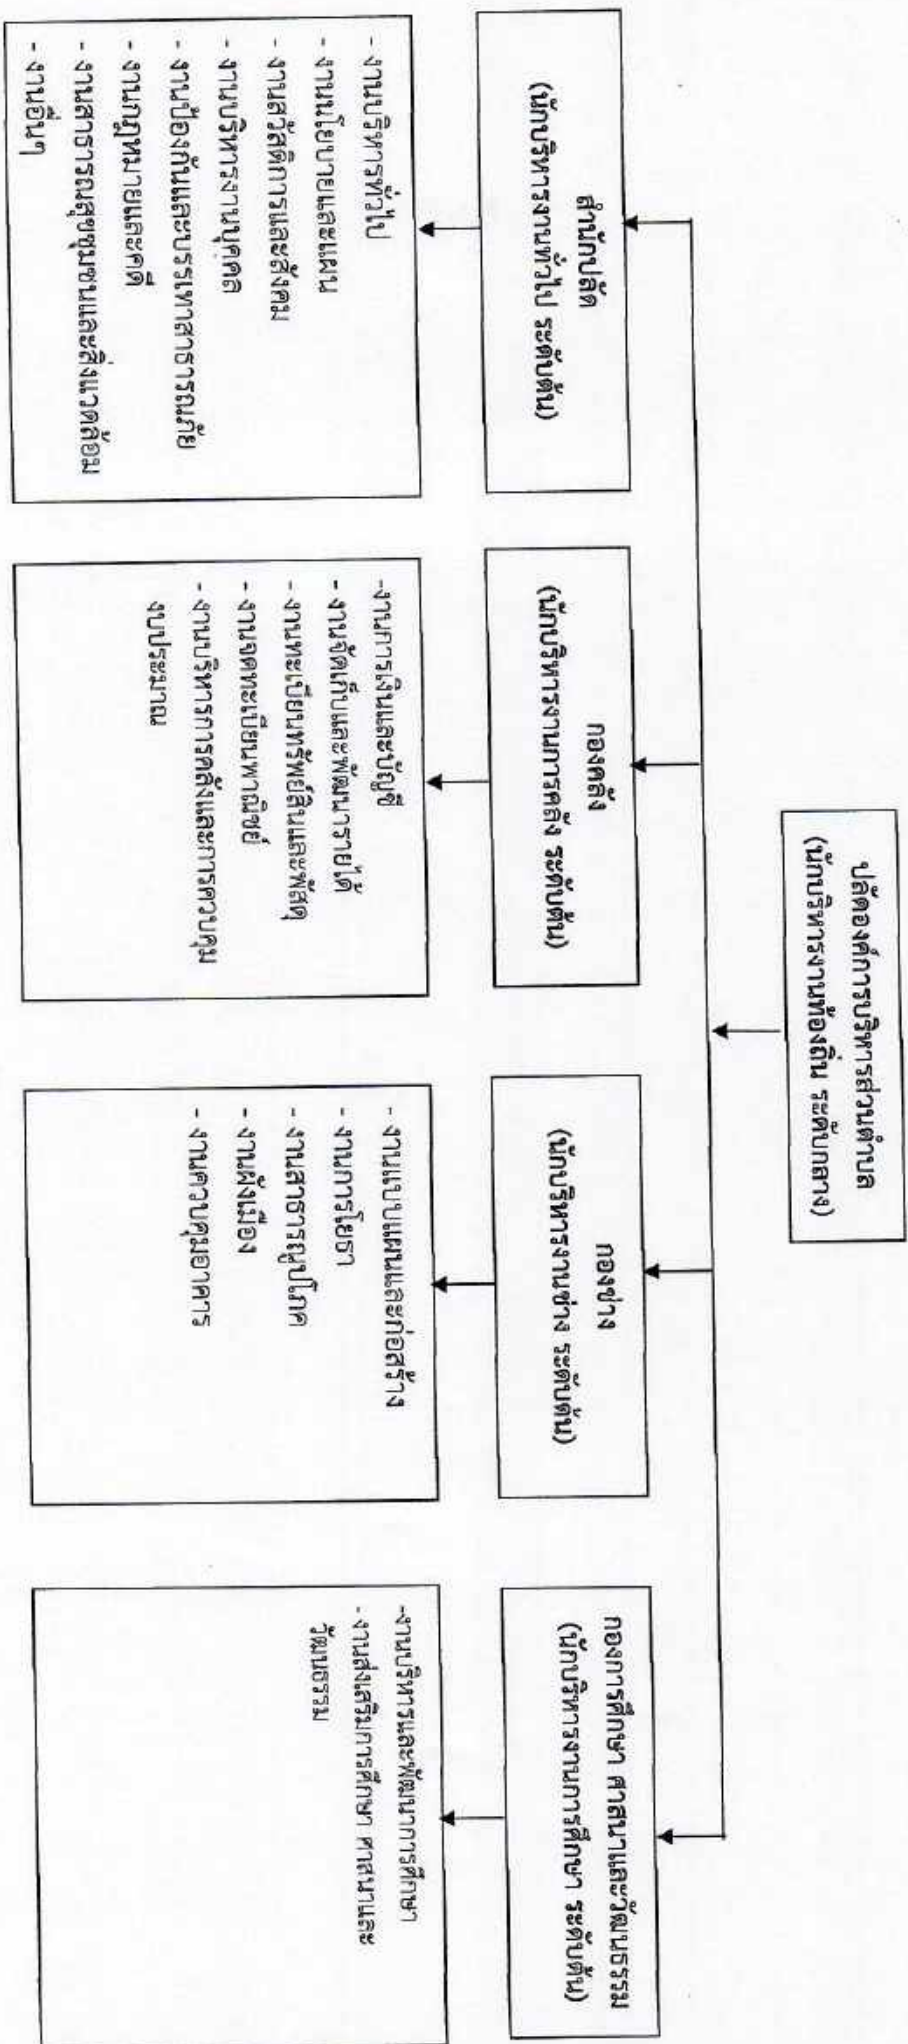 ปลัดองค์การบริหารส่วนตำบล
(นักบริหารงานท้องถิ่น ระดับกลาง)
สำนักปลัด
(นักบริหารงานทั่วไป ระดับต้น)
- งานบริหารทั่วไป
- งานนโยบายและแผน
- งานสวัสดิการและสังคม
- งานบริหารงานบุคคล
- งานป้องกันและบรรเทาสาธารณภัย
- งานกฎหมายและคดี
- งานสาธารณสุขชุมชนและสิ่งแวดล้อม
- งานอื่นๆ
กองคลัง
(นักบริหารงานการคลัง ระดับต้น)
-งานการเงินและบัญชี
- งานจัดเก็บและพัฒนารายได้
- งานทะเบียนทรัพย์สินและพัสดุ
- งานจดทะเบียนพาณิชย์
- งานบริหารการคลังและการควบคุม
งบประมาณ
กองช่าง
(นักบริหารงานช่าง ระดับต้น)
- งานแบบแผนและก่อสร้าง
- งานการโยธา
- งานสาธารณูปโภค
- งานผังเมือง
- งานควบคุมอาคาร
กองการศึกษา ศาสนาและวัฒนธรรม
(นักบริหารงานการศึกษา ระดับต้น)
-งานบริหารและพัฒนาการศึกษา
- งานส่งเสริมการศึกษา ศาสนาและ
วัฒนธรรม